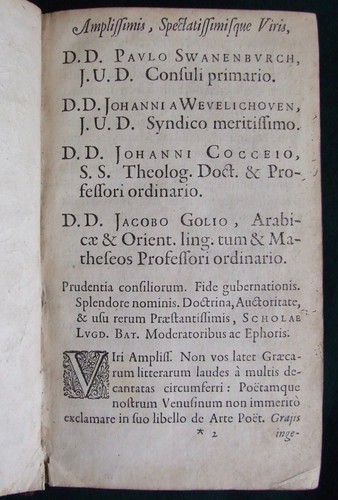 Amplissimis, Spectatissimisque Viris,
D.D. PAVLO SWANENBVRCH,
J.U.D. Consuli primario.
D.D. JOHANNI A WEVELICHOVEN,
J.U.D. Syndico meritissimo.
D.D. JOHANNI COCCEIO,
S. S. Theolog. Doct. & Pro-
fessori ordinario.
D.D. JACOBO GOLIO, Arabi-
cæ & Orient. ling. tum & Ma-
theseos Professori ordinario.
Prudentia consiliorum. Fide gubernationis.
Splendore nominis. Doctrina, Auctoritate,
& usu rerum Præstantissimis, SCHOLAE
LVGD. BAT. Moderatoribus ac Ephoris.
VIri Ampliss. Non vos latet Græca-
rum litterarum laudes à multis de-
cantatas circumferri: Poëtamque
nostrum Venusinum non immeritò
exclamare in suo libello de Arte Poët. Grajis
* 2 inge-